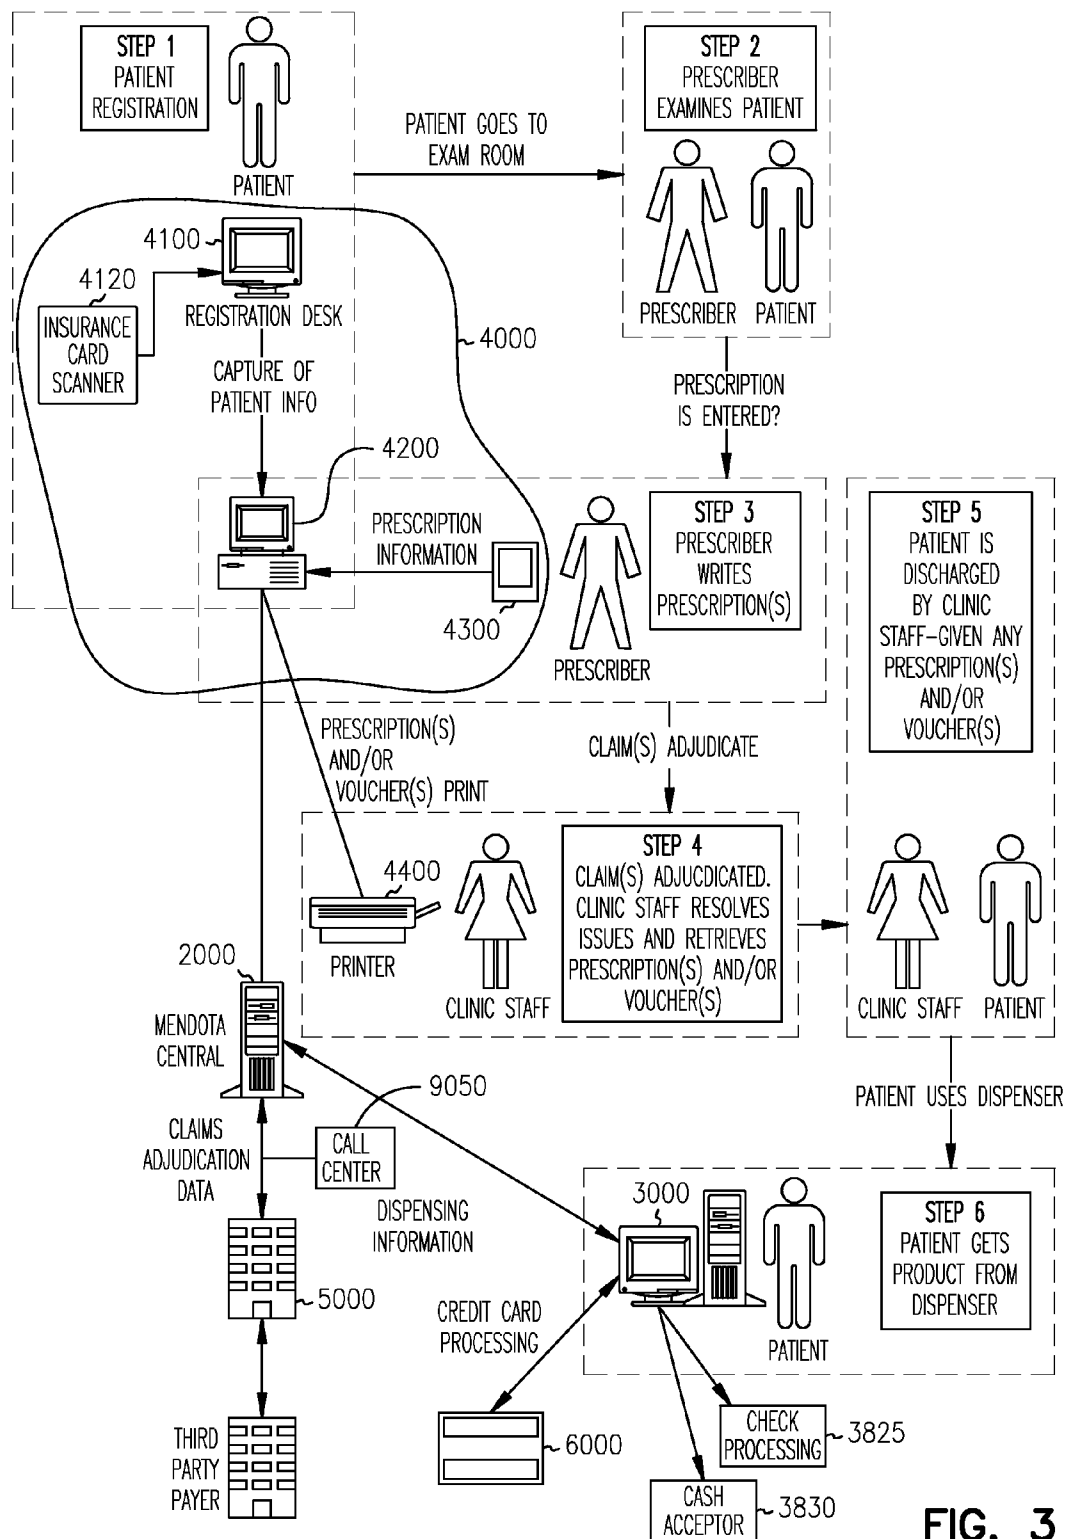 STEP 1
PATIENT
REGISTRATION
PATIENT
STEP 2
PRESCRIBER
EXAMINES PATIENT
PATIENT GOES TO
EXAM ROOM
PRESCRIBER
PATIENT
4100
4120
INSURANCE
CARD
SCANNER
REGISTRATION DESK
4000
CAPTURE OF
PATIENT INFO
PRESCRIPTION
IS ENTERED?
4200
PRESCRIPTION
INFORMATION
4300
PRESCRIBER
STEP 3
PRESCRIBER
WRITES
PRESCRIPTION(S)
STEP 5
PATIENT IS
DISCHARGED
BY CLINIC
STAFF-GIVEN ANY
PRESCRIPTION(S)
AND/OR
VOUCHER(S)
PRESCRIPTION(S)
AND/OR
VOUCHER(S) PRINT
CLAIM(S) ADJUDICATE
4400
PRINTER
CLINIC STAFF
STEP 4
CLAIM(S) ADJUCDICATED.
CLINIC STAFF RESOLVES
ISSUES AND RETRIEVES
PRESCRIPTION(S) AND/OR
VOUCHER(S)
CLINIC STAFF
PATIENT
2000
MENDOTA
CENTRAL
9050
CALL
CENTER
CLAIMS
ADJUDICATION
DATA
PATIENT USES DISPENSER
DISPENSING
INFORMATION
3000
PATIENT
STEP 6
PATIENT GETS
PRODUCT FROM
DISPENSER
5000
CREDIT CARD
PROCESSING
THIRD
PARTY
PAYER
6000
CHECK
PROCESSING
3825
CASH
ACCEPTOR
3830
FIG. 3